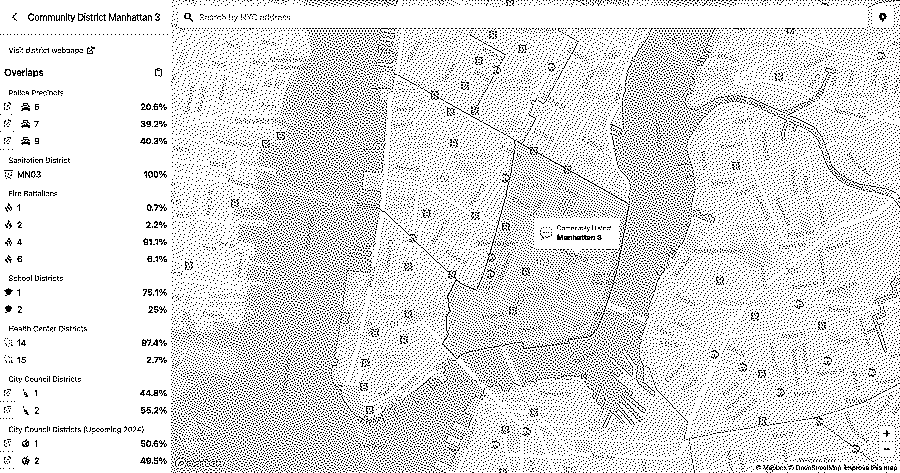 Community District Manhattan 3
Search by NYC address
Visit district webpage
Overlaps
Police Precincts
5 20.6%
7 39.2%
9 40.3%
Sanitation District
MN03 100%
Fire Battalions
1 0.7%
2 2.2%
4 91.1%
6 6.1%
School Districts
1 75.1%
2 25%
Health Center Districts
14 97.4%
15 2.7%
City Council Districts
1 44.8%
2 55.2%
City Council Districts (Upcoming 2024)
1 50.6%
2 49.5%
Community District
Manhattan 3
© Mapbox © OpenStreetMap Improve this map